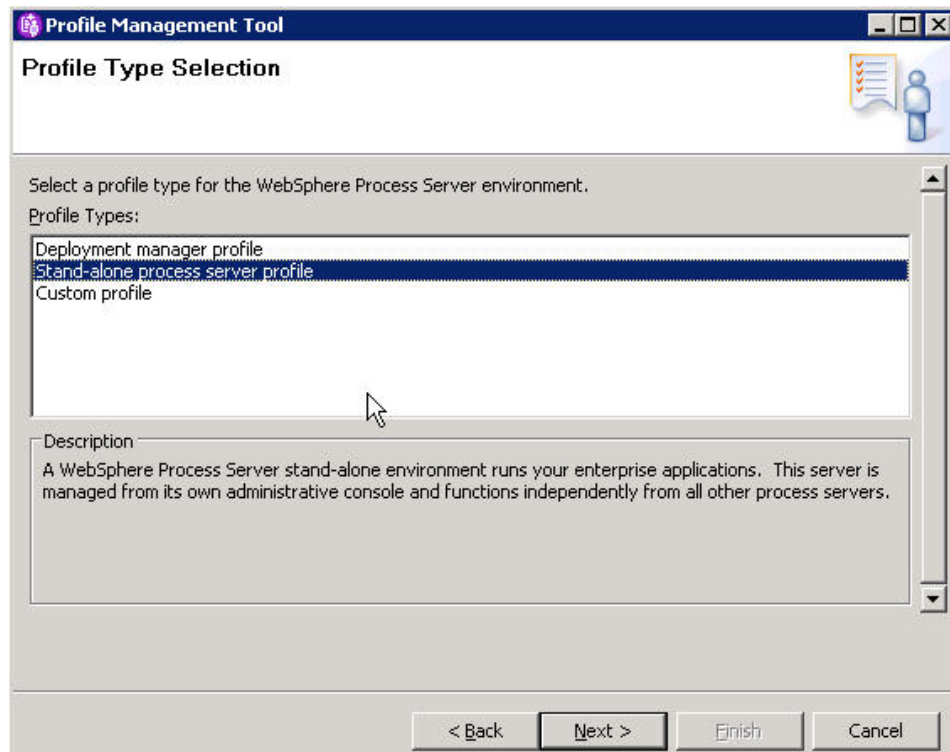 Profile Management Tool
Profile Type Selection
Select a profile type for the WebSphere Process Server environment.
Profile Types:
Deployment manager profile
Stand-alone process server profile
Custom profile
Description
A WebSphere Process Server stand-alone environment runs your enterprise applications. This server is
managed from its own administrative console and functions independently from all other process servers.
< Back Next > Finish Cancel